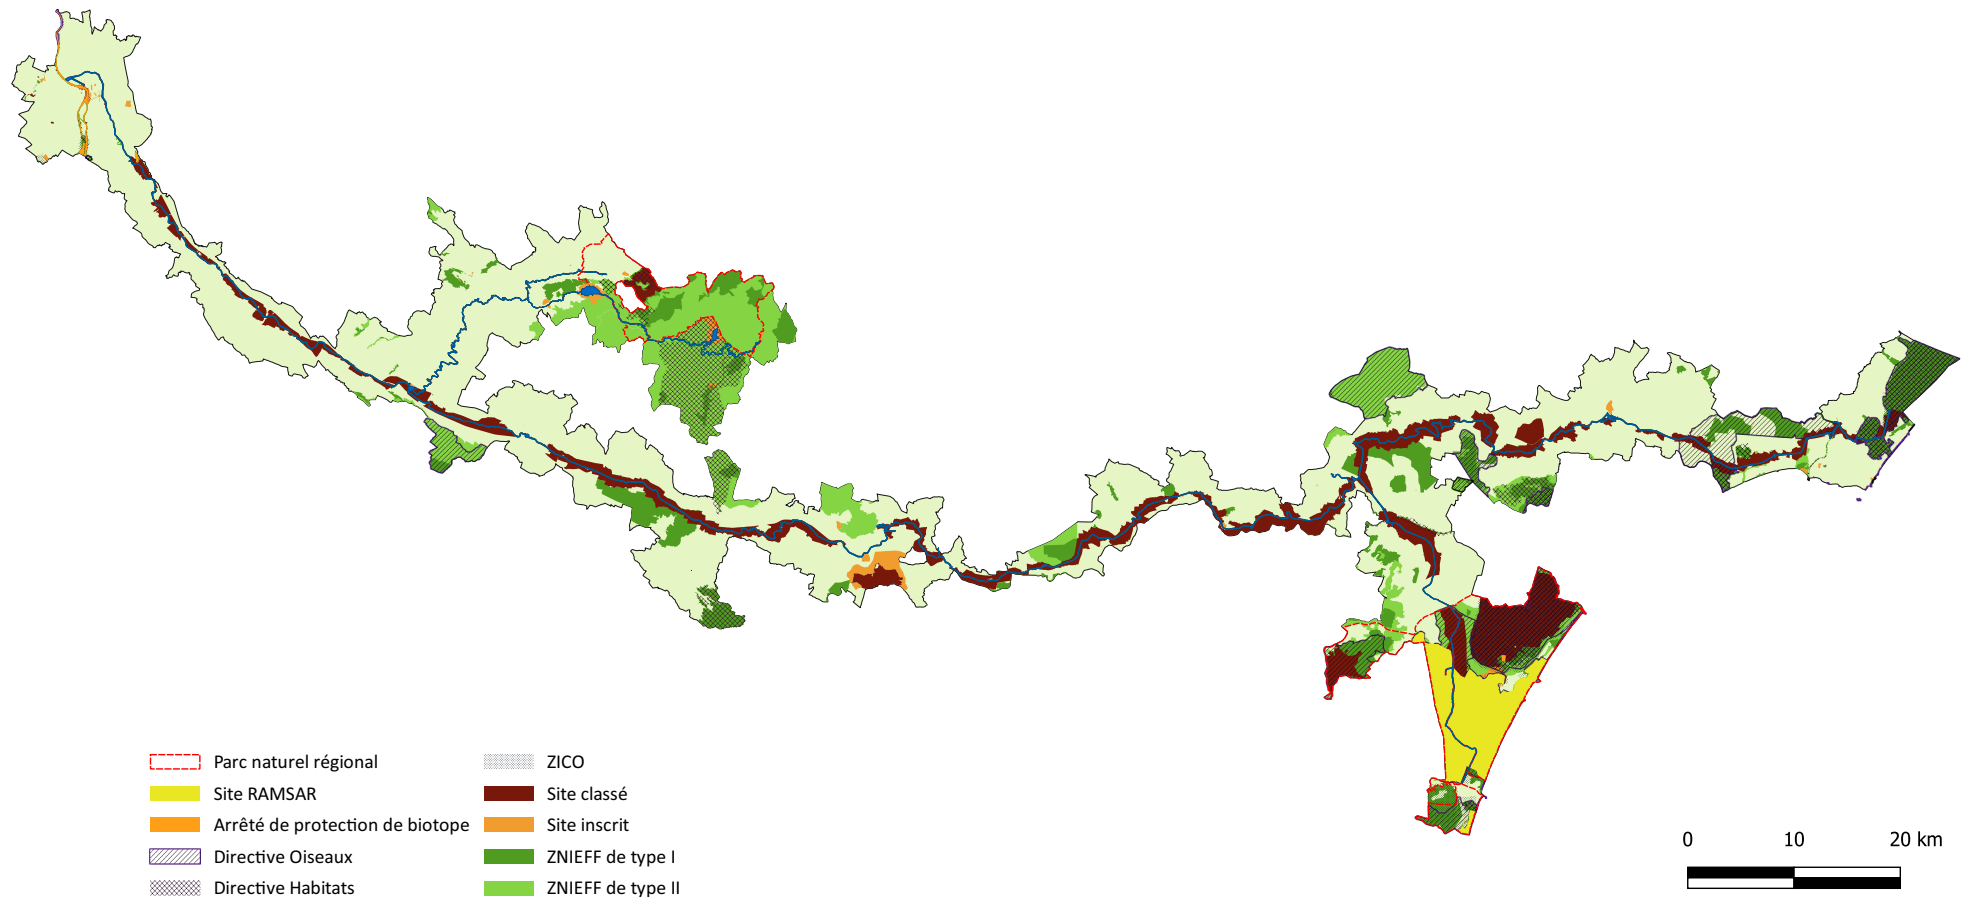 Parc naturel régional
Site RAMSAR
Arrêté de protection de biotope
Directive Oiseaux
Directive Habitats
ZICO
Site classé
Site inscrit
ZNIEFF de type I
ZNIEFF de type II
0 10 20 km